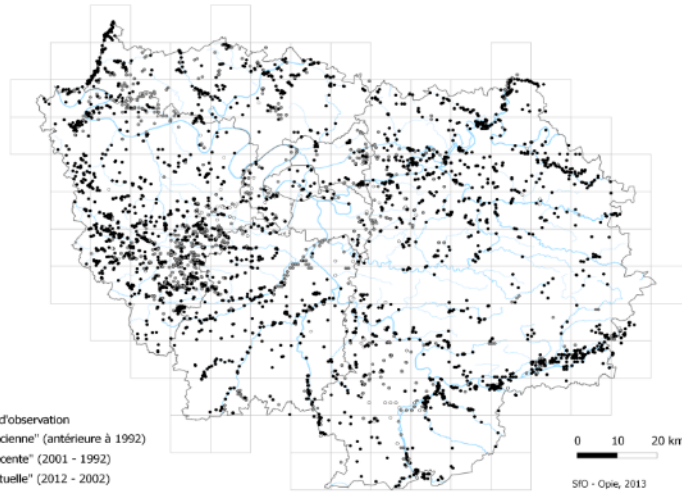 d'observation
cienne" (antérieure à 1992)
cente" (2001 - 1992)
tuelle" (2012 - 2002)
0 10 20 km
SfO - Opie, 2013